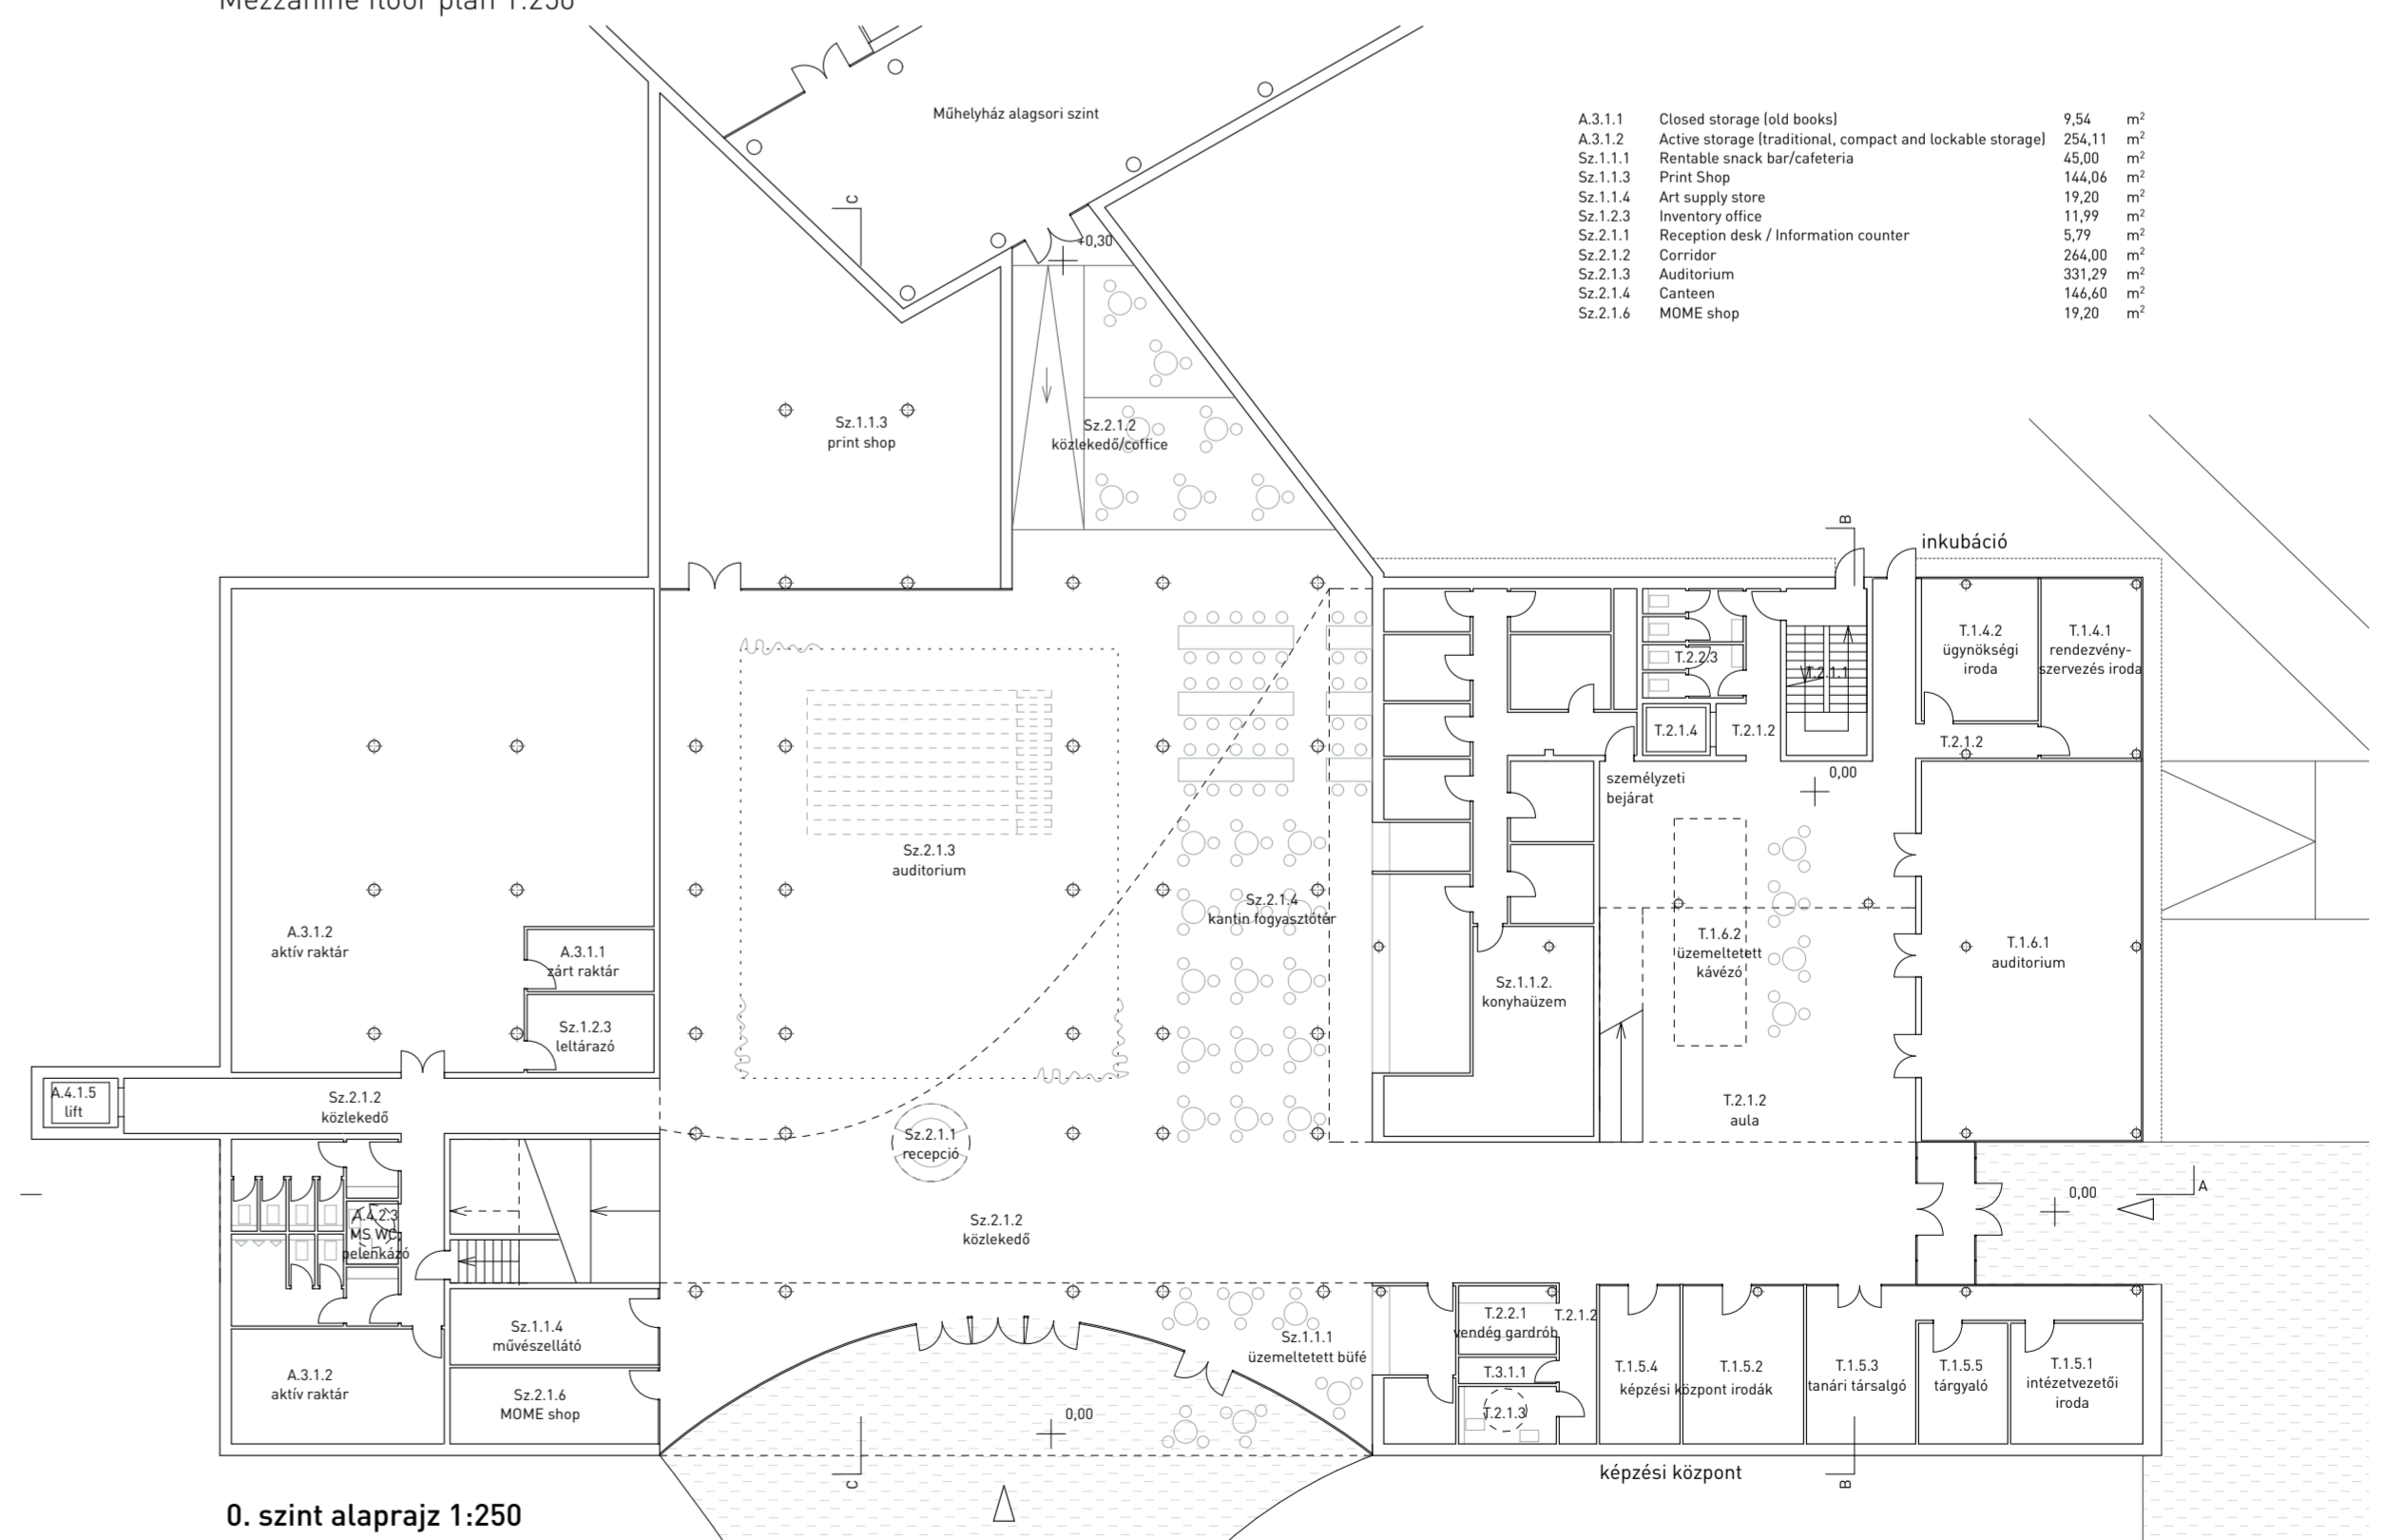 Mezzanine floor plan 1:250
Műhelyház alagsori szint
A.3.1.1 Closed storage (old books) 9,54 m²
A.3.1.2 Active storage (traditional, compact and lockable storage) 254,11 m²
Sz.1.1.1 Rentable snack bar/cafeteria 45,00 m²
Sz.1.1.3 Print Shop 144,06 m²
Sz.1.1.4 Art supply store 19,20 m²
Sz.1.2.3 Inventory office 11,99 m²
Sz.2.1.1 Reception desk / Information counter 5,79 m²
Sz.2.1.2 Corridor 264,00 m²
Sz.2.1.3 Auditorium 331,29 m²
Sz.2.1.4 Canteen 146,60 m²
Sz.2.1.6 MOME shop 19,20 m²
C
+0,30
Sz.1.1.3
print shop
Sz.2.1.2
közlekedő/coffice
B
inkubáció
T.1.4.2
ügynökségi
iroda
T.1.4.1
rendezvény-
szervezés iroda
T.2.2.3
T.2.1.1
T.2.1.4
T.2.1.2
T.2.1.2
személyzeti
bejárat
0,00
Sz.2.1.3
auditorium
Sz.2.1.4
kantin fogyasztótér
A.3.1.2
aktív raktár
A.3.1.1
zárt raktár
Sz.1.2.3
leltárazó
Sz.1.1.2.
konyhaüzem
T.1.6.2
üzemeltetett
kávézó
T.1.6.1
auditorium
A.4.1.5
lift
Sz.2.1.2
közlekedő
T.2.1.2
aula
Sz.2.1.1
recepció
A.4.2.3
MS WC,
pelenkázó
Sz.2.1.2
közlekedő
0,00
A
Sz.1.1.4
művészellátó
Sz.1.1.1
üzemeltetett büfé
T.2.2.1
vendég gardrób
T.2.1.2
T.3.1.1
T.2.1.3
T.1.5.4
T.1.5.2
képzési központ irodák
T.1.5.3
tanári társalgó
T.1.5.5
tárgyaló
T.1.5.1
intézetvezetői
iroda
A.3.1.2
aktív raktár
Sz.2.1.6
MOME shop
0,00
C
B
képzési központ
0. szint alaprajz 1:250